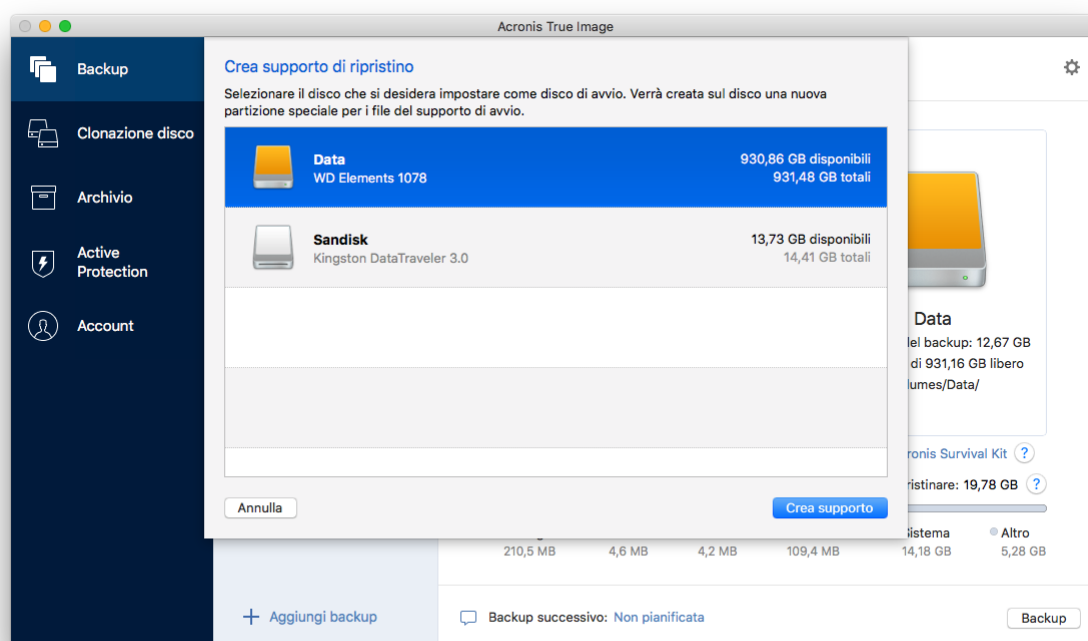 Acronis True Image
Backup
Clonazione disco
Archivio
Active
Protection
Account
Crea supporto di ripristino
Selezionare il disco che si desidera impostare come disco di avvio. Verrà creata sul disco una nuova
partizione speciale per i file del supporto di avvio.
Data
930,86 GB disponibili
WD Elements 1078
931,48 GB totali
Sandisk
13,73 GB disponibili
Kingston DataTraveler 3.0
14,41 GB totali
Annulla
Crea supporto
Data
del backup: 12,67 GB
di 931,16 GB libero
lumes/Data/
ronis Survival Kit ?
ristinare: 19,78 GB ?
Sistema
Altro
210,5 MB
4,6 MB
4,2 MB
109,4 MB
14,18 GB
5,28 GB
+ Aggiungi backup
Backup successivo: Non pianificata
Backup